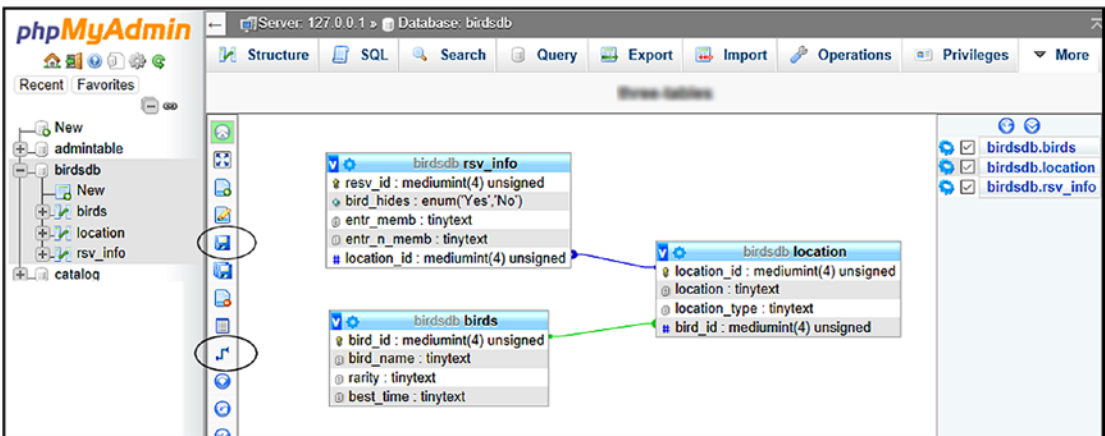 phpMyAdmin
Recent Favorites
New
admintable
birdsdb
New
birds
location
rsv_info
catalog
Server: 127.0.0.1 » Database: birdsdb
Structure SQL Search Query Export Import Operations Privileges More
three-tables
birdsdb rsv_info
resv_id : mediumint(4) unsigned
bird_hides : enum('Yes','No')
entr_memb : tinytext
entr_n_memb : tinytext
# location_id : mediumint(4) unsigned
birdsdb location
location_id : mediumint(4) unsigned
location : tinytext
location_type : tinytext
# bird_id : mediumint(4) unsigned
birdsdb birds
bird_id : mediumint(4) unsigned
bird_name : tinytext
rarity : tinytext
best_time : tinytext
birdsdb.birds
birdsdb.location
birdsdb.rsv_info